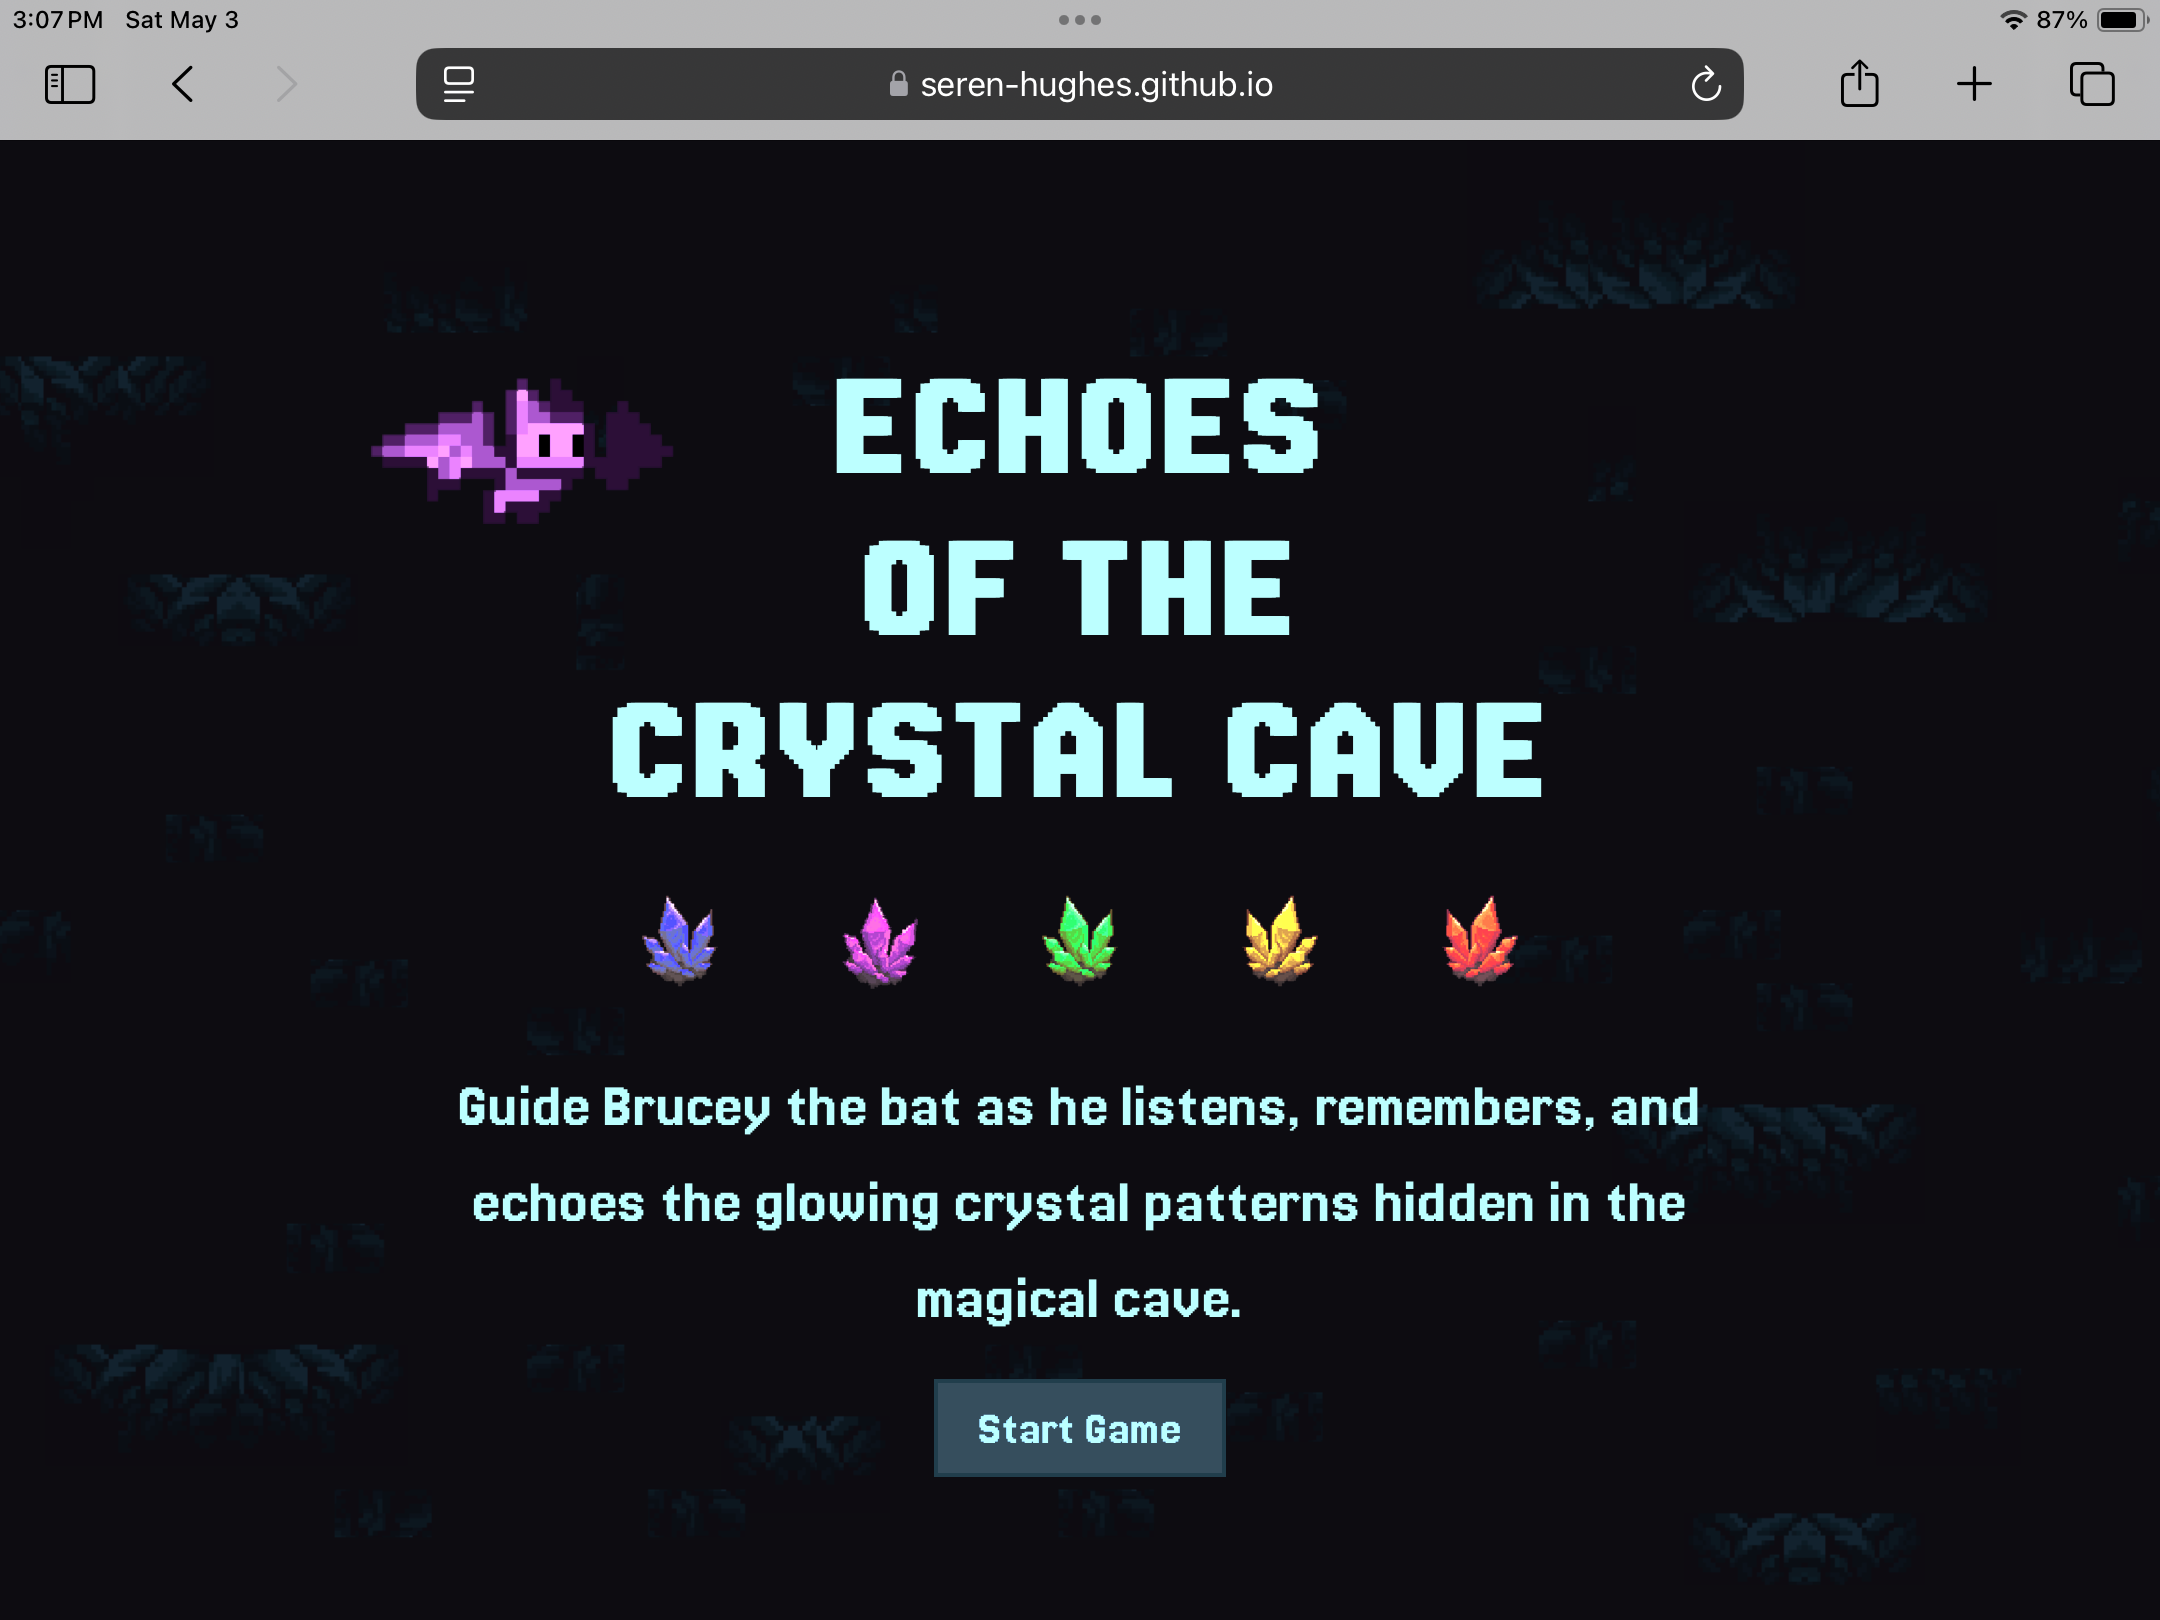 3:07 PM Sat May 3
87%
seren-hughes.github.io
ECHOES
OF THE
CRYSTAL CAVE
Guide Brucey the bat as he listens, remembers, and
echoes the glowing crystal patterns hidden in the
magical cave.
Start Game